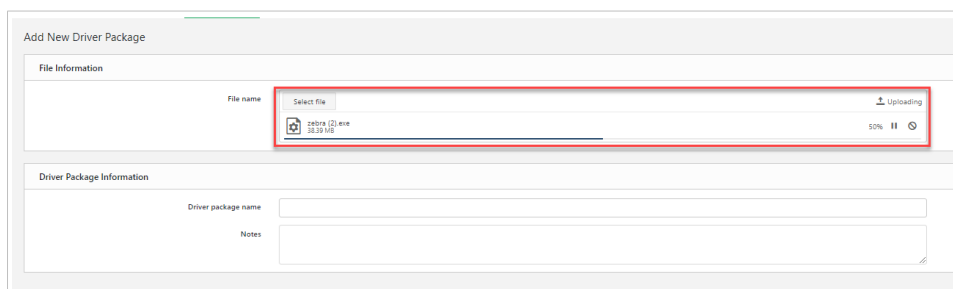 Add New Driver Package
File Information
File name
Select file
Uploading
zebra (2).exe
38.39 MB
50%
Driver Package Information
Driver package name
Notes